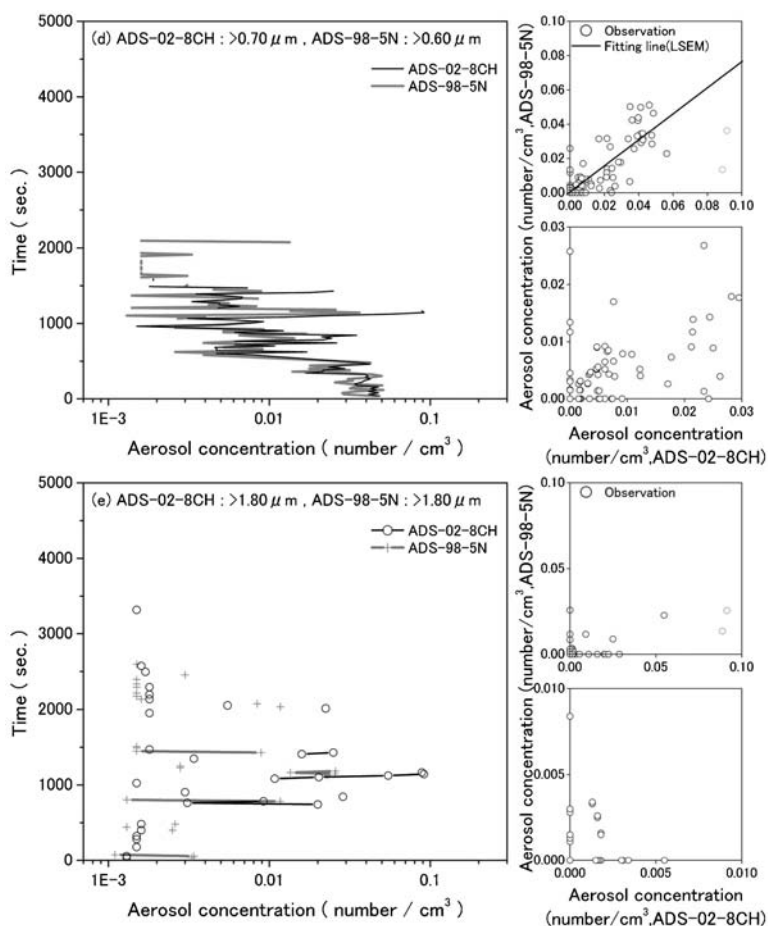 (d) ADS-02-8CH : >0.70 μm , ADS-98-5N : >0.60 μm
ADS-02-8CH
ADS-98-5N
5000
4000
3000
2000
1000
0
Time ( sec. )
1E-3
0.01
0.1
Aerosol concentration ( number / cm³ )
Observation
Fitting line(LSEM)
0.10
0.08
0.06
0.04
0.02
0.00
0.00 0.02 0.04 0.06 0.08 0.10
0.03
0.02
0.01
0.00
0.00 0.01 0.02 0.03
Aerosol concentration (number/cm³,ADS-98-5N)
Aerosol concentration
(number/cm³,ADS-02-8CH)
(e) ADS-02-8CH : >1.80 μm , ADS-98-5N : >1.80 μm
ADS-02-8CH
ADS-98-5N
5000
4000
3000
2000
1000
0
Time ( sec. )
1E-3
0.01
0.1
Aerosol concentration ( number / cm³ )
Observation
0.10
0.05
0.00
0.00 0.05 0.10
0.010
0.005
0.000
0.000 0.005 0.010
Aerosol concentration (number/cm³,ADS-98-5N)
Aerosol concentration
(number/cm³,ADS-02-8CH)